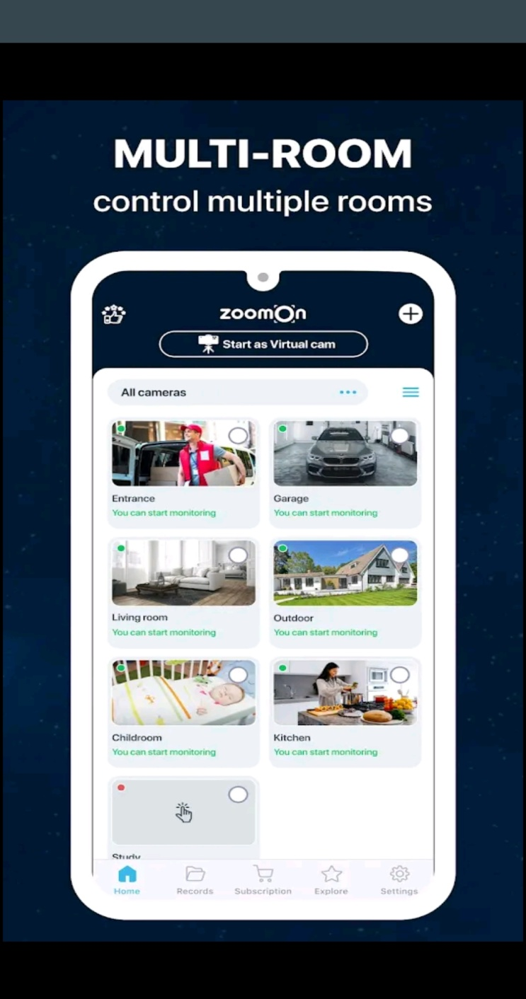 MULTI-ROOM
control multiple rooms
zoomOn
Start as Virtual cam
All cameras
Entrance
You can start monitoring
Garage
You can start monitoring
Living room
You can start monitoring
Outdoor
You can start monitoring
Childroom
You can start monitoring
Kitchen
You can start monitoring
Study
Home
Records
Subscription
Explore
Settings